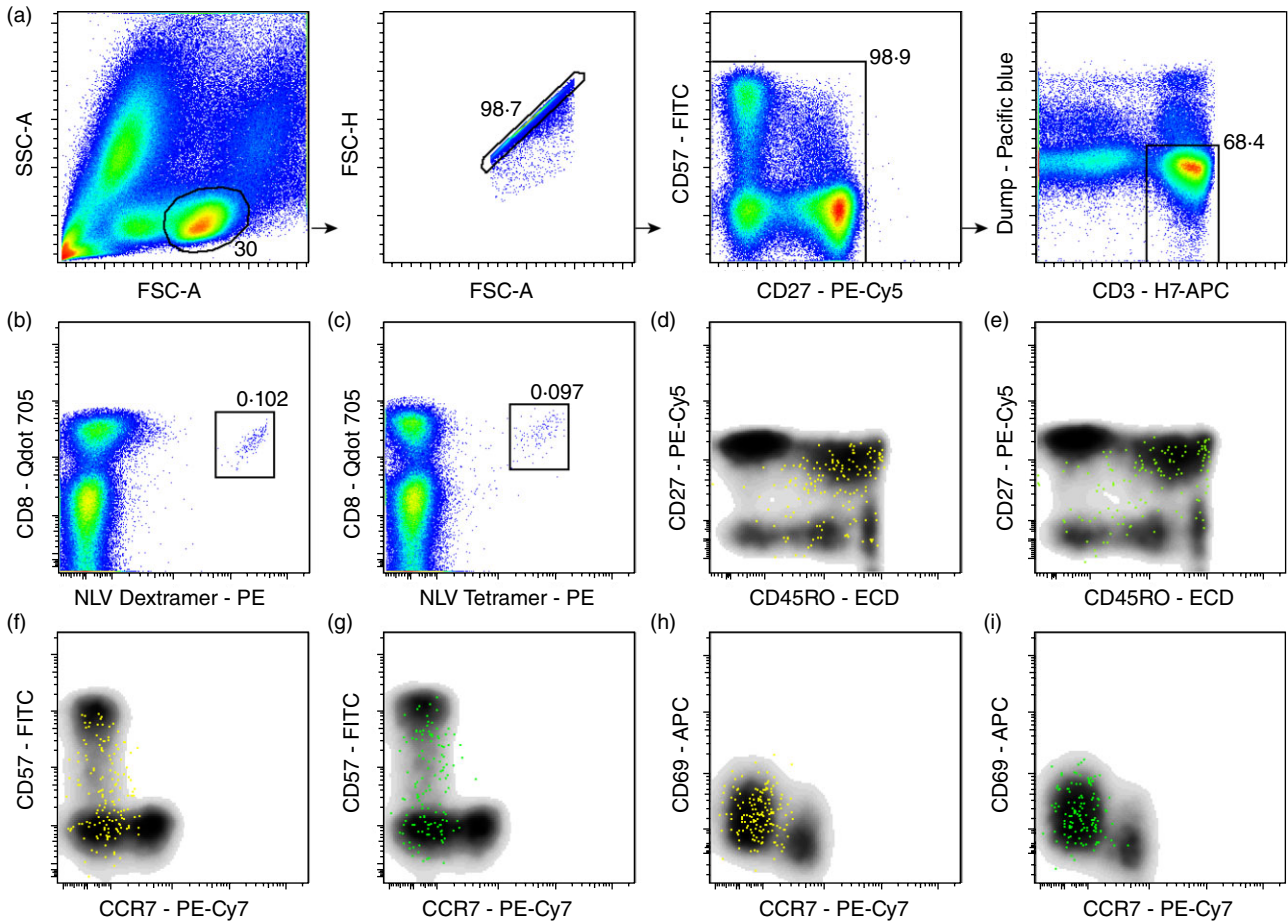 (a)
SSC-A
30
FSC-A
FSC-H
98·7
FSC-A
CD57 - FITC
98·9
CD27 - PE-Cy5
Dump - Pacific blue
68·4
CD3 - H7-APC
(b)
CD8 - Qdot 705
0·102
NLV Dextramer - PE
(c)
CD8 - Qdot 705
0·097
NLV Tetramer - PE
(d)
CD27 - PE-Cy5
CD45RO - ECD
(e)
CD27 - PE-Cy5
CD45RO - ECD
(f)
CD57 - FITC
CCR7 - PE-Cy7
(g)
CD57 - FITC
CCR7 - PE-Cy7
(h)
CD69 - APC
CCR7 - PE-Cy7
(i)
CD69 - APC
CCR7 - PE-Cy7